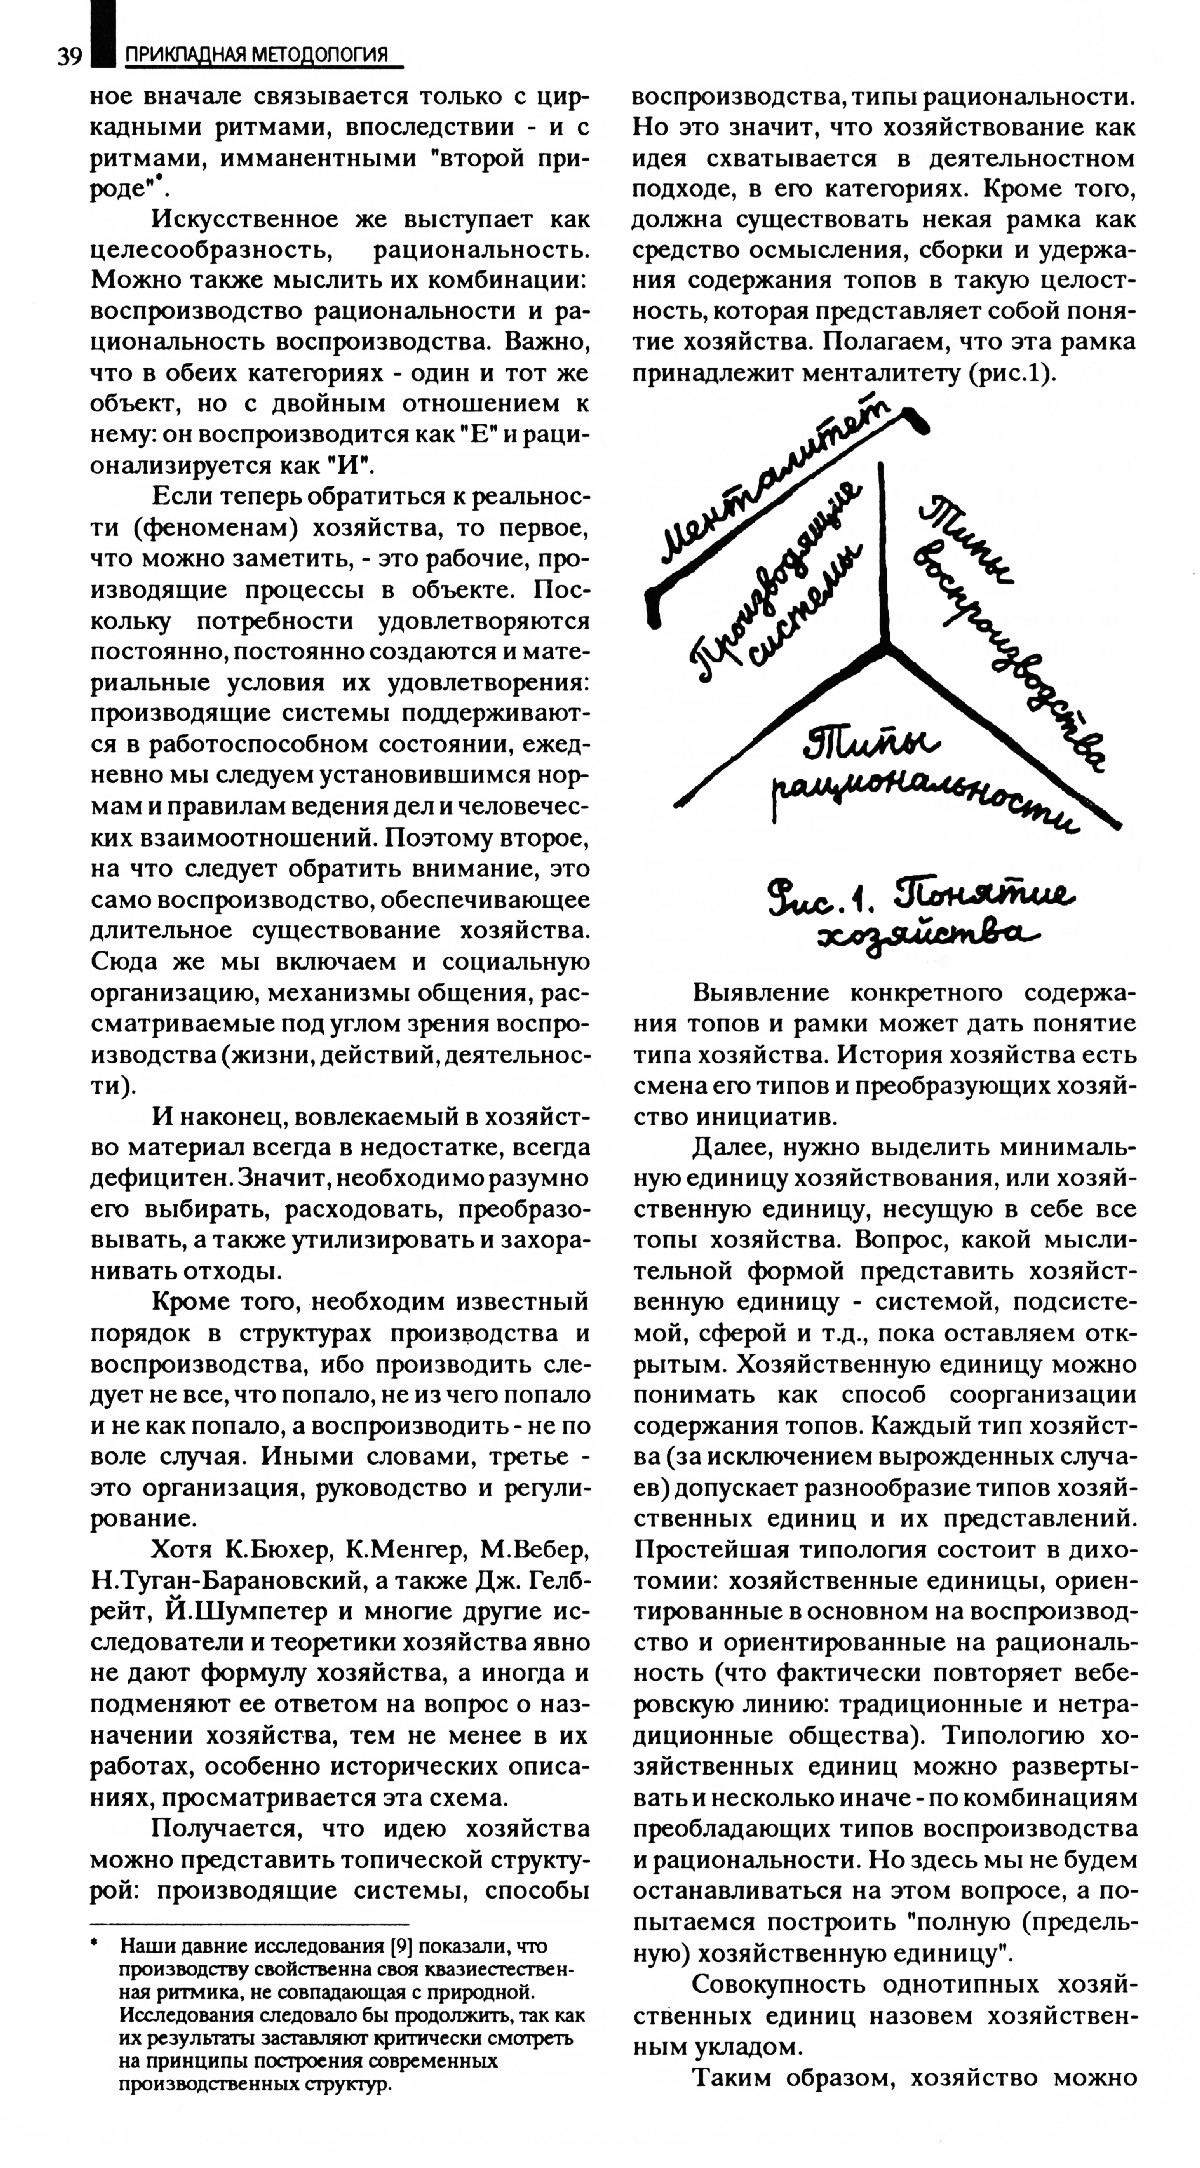 39 ПРИКЛАДНАЯ МЕТОДОЛОГИЯ
ное вначале связывается только с цир-
кадными ритмами, впоследствии - и с
ритмами, имманентными "второй при-
роде"*.
Искусственное же выступает как
целесообразность, рациональность.
Можно также мыслить их комбинации:
воспроизводство рациональности и ра-
циональность воспроизводства. Важно,
что в обеих категориях - один и тот же
объект, но с двойным отношением к
нему: он воспроизводится как "Е" и раци-
онализируется как "И".
Если теперь обратиться к реальнос-
ти (феноменам) хозяйства, то первое,
что можно заметить, - это рабочие, про-
изводящие процессы в объекте. Пос-
кольку потребности удовлетворяются
постоянно, постоянно создаются и мате-
риальные условия их удовлетворения:
производящие системы поддерживают-
ся в работоспособном состоянии, ежед-
невно мы следуем установившимся нор-
мам и правилам ведения дел и человечес-
ких взаимоотношений. Поэтому второе,
на что следует обратить внимание, это
само воспроизводство, обеспечивающее
длительное существование хозяйства.
Сюда же мы включаем и социальную
организацию, механизмы общения, рас-
сматриваемые под углом зрения воспро-
изводства (жизни, действий, деятельнос-
ти).
И наконец, вовлекаемый в хозяйст-
во материал всегда в недостатке, всегда
дефицитен. Значит, необходимо разумно
его выбирать, расходовать, преобразо-
вывать, а также утилизировать и захора-
нивать отходы.
Кроме того, необходим известный
порядок в структурах производства и
воспроизводства, ибо производить сле-
дует не все, что попало, не из чего попало
и не как попало, а воспроизводить - не по
воле случая. Иными словами, третье -
это организация, руководство и регули-
рование.
Хотя К.Бюхер, К.Менгер, М.Вебер,
Н.Туган-Барановский, а также Дж. Гелб-
рейт, Й.Шумпетер и многие другие ис-
следователи и теоретики хозяйства явно
не дают формулу хозяйства, а иногда и
подменяют ее ответом на вопрос о наз-
начении хозяйства, тем не менее в их
работах, особенно исторических описа-
ниях, просматривается эта схема.
Получается, что идею хозяйства
можно представить топической структу-
рой: производящие системы, способы
* Наши давние исследования [9] показали, что
производству свойственна своя квазиестествен-
ная ритмика, не совпадающая с природной.
Исследования следовало бы продолжить, так как
их результаты заставляют критически смотреть
на принципы построения современных
производственных структур.
воспроизводства, типы рациональности.
Но это значит, что хозяйствование как
идея схватывается в деятельностном
подходе, в его категориях. Кроме того,
должна существовать некая рамка как
средство осмысления, сборки и удержа-
ния содержания топов в такую целост-
ность, которая представляет собой поня-
тие хозяйства. Полагаем, что эта рамка
принадлежит менталитету (рис.1).
Менталитет
Производящие
системы
Типы
воспроизводства
Типы
рациональности
Рис.1. Понятие
хозяйства
Выявление конкретного содержа-
ния топов и рамки может дать понятие
типа хозяйства. История хозяйства есть
смена его типов и преобразующих хозяй-
ство инициатив.
Далее, нужно выделить минималь-
ную единицу хозяйствования, или хозяй-
ственную единицу, несущую в себе все
топы хозяйства. Вопрос, какой мысли-
тельной формой представить хозяйст-
венную единицу - системой, подсисте-
мой, сферой и т.д., пока оставляем отк-
рытым. Хозяйственную единицу можно
понимать как способ соорганизации
содержания топов. Каждый тип хозяйст-
ва (за исключением вырожденных случа-
ев) допускает разнообразие типов хозяй-
ственных единиц и их представлений.
Простейшая типология состоит в дихо-
томии: хозяйственные единицы, ориен-
тированные в основном на воспроизвод-
ство и ориентированные на рациональ-
ность (что фактически повторяет вебе-
ровскую линию: традиционные и нетра-
диционные общества). Типологию хо-
зяйственных единиц можно разверты-
вать и несколько иначе - по комбинациям
преобладающих типов воспроизводства
и рациональности. Но здесь мы не будем
останавливаться на этом вопросе, а по-
пытаемся построить "полную (предель-
ную) хозяйственную единицу".
Совокупность однотипных хозяй-
ственных единиц назовем хозяйствен-
ным укладом.
Таким образом, хозяйство можно